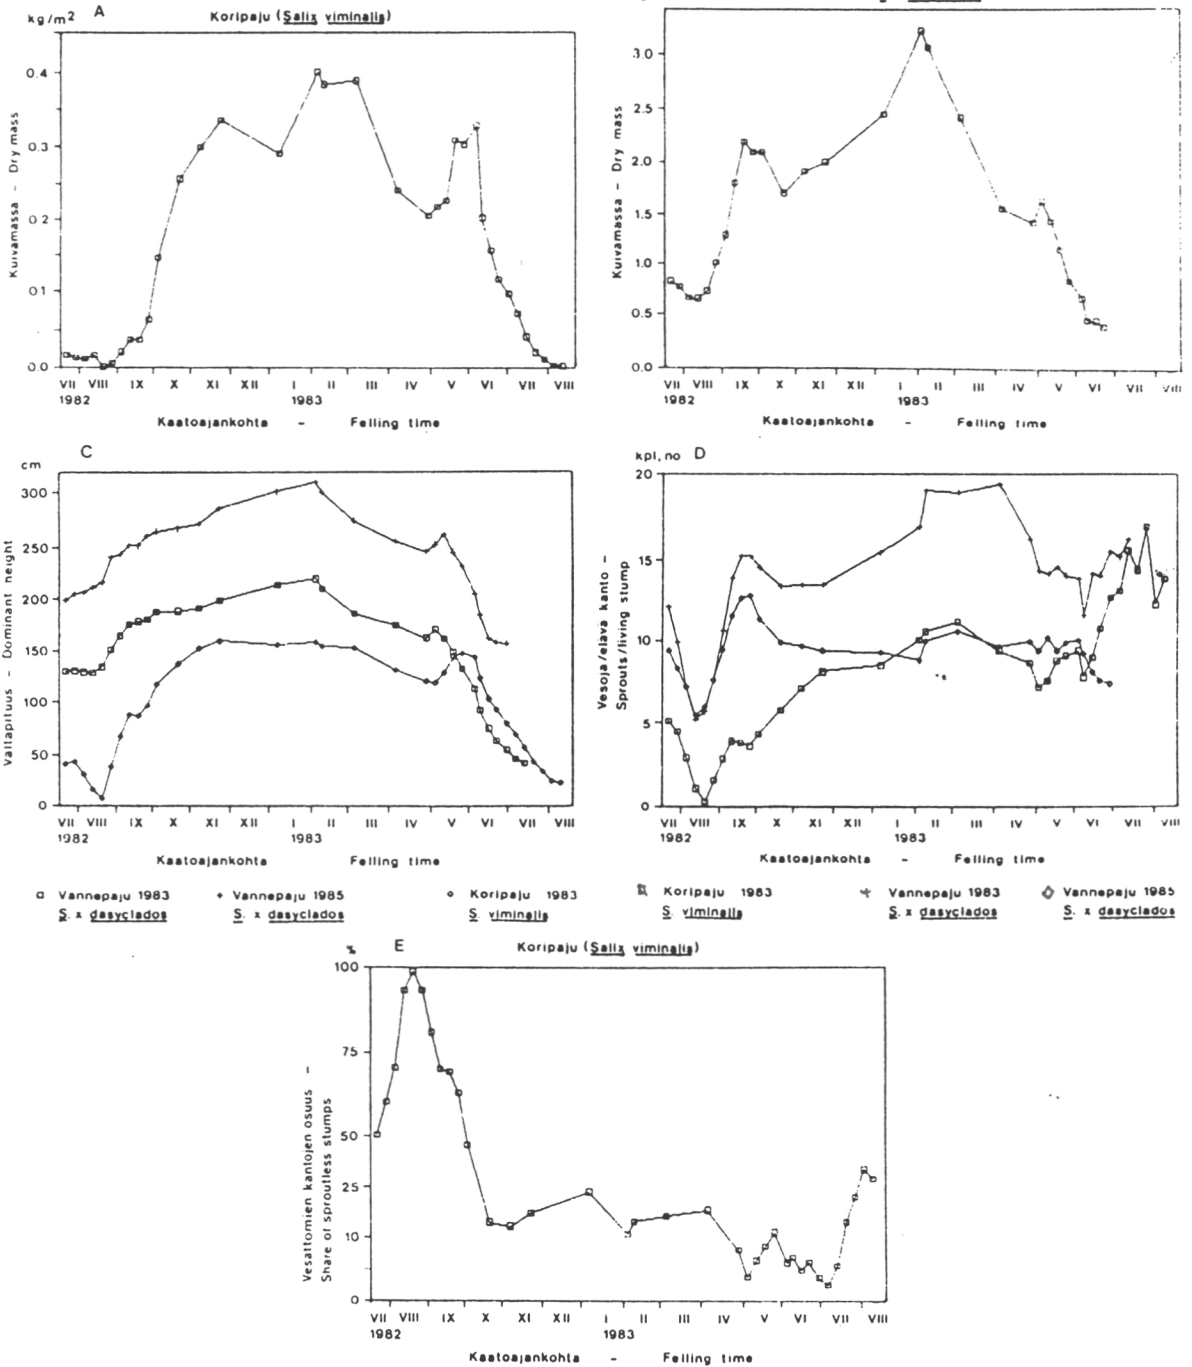 kg/m² A Koripaju (Salix viminalis)
0.4
0.3
0 2
0 1
0.0
Kuivamassa – Dry mass
VII VIII IX X XI XII I II III IV V VI VII VIII
1982 1983
Kaatoajankohta – Felling time
3.0
2.5
2.0
1.5
1.0
0.5
0.0
Kuivamassa – Dry mass
VII VIII IX X XI XII I II III IV V VI VII VIII
1982 1983
Kaatoajankohta – Felling time
cm C
300
250
200
150
100
50
0
Valtapituus – Dominant height
VII VIII IX X XI XII I II III IV V VI VII VIII
1982 1983
Kaatoajankohta Felling time
kpl, no D
20
15
10
5
0
Vesoja/elava kanto –
Sprouts/living stump
VII VIII IX X XI XII I II III IV V VI VII VIII
1982 1983
Kaatoajankohta – Felling time
Vannepaju 1983 Vannepaju 1985 Koripaju 1983
S. x dasyclados S. x dasyclados S. viminalis
Koripaju 1983 Vannepaju 1983 Vannepaju 1985
S. viminalis S. x dasyclados S. x dasyclados
% E Koripaju (Salix viminalis)
100
75
50
25
10
0
Vesattomien kantojen osuus –
Share of sproutless stumps
VII VIII IX X XI XII I II III IV V VI VII VIII
1982 1983
Kaatoajankohta – Felling time